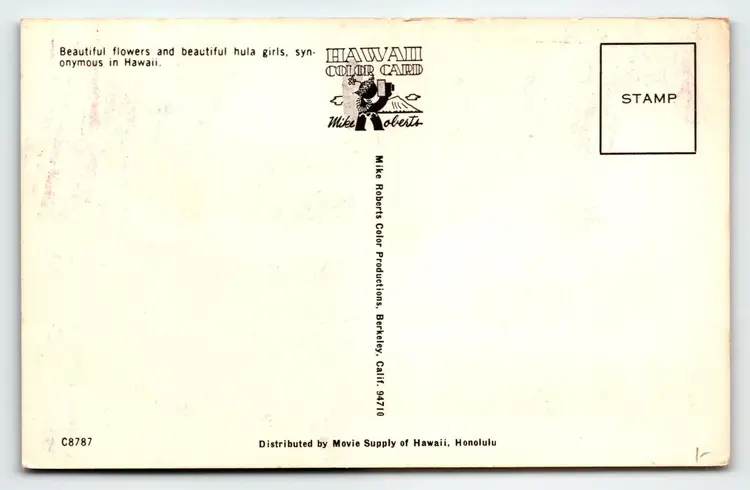 Beautiful flowers and beautiful hula girls, syn-
onymous in Hawaii.
HAWAII
COLOR CARD
Mike Roberts
STAMP
Mike Roberts Color Productions, Berkeley, Calif. 94710
C8787
Distributed by Movie Supply of Hawaii, Honolulu
1-